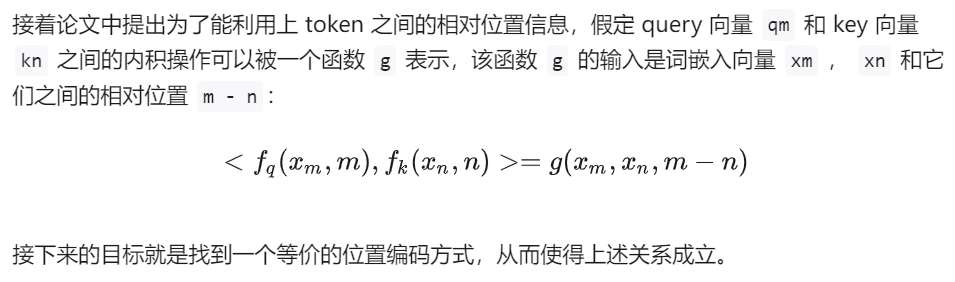 接着论文中提出为了能利用上 token 之间的相对位置信息，假定 query 向量 qm 和 key 向量
kn 之间的内积操作可以被一个函数 g 表示，该函数 g 的输入是词嵌入向量 xm ， xn 和它
们之间的相对位置 m - n：
< f_q(x_m, m), f_k(x_n, n) >= g(x_m, x_n, m − n)
接下来的目标就是找到一个等价的位置编码方式，从而使得上述关系成立。